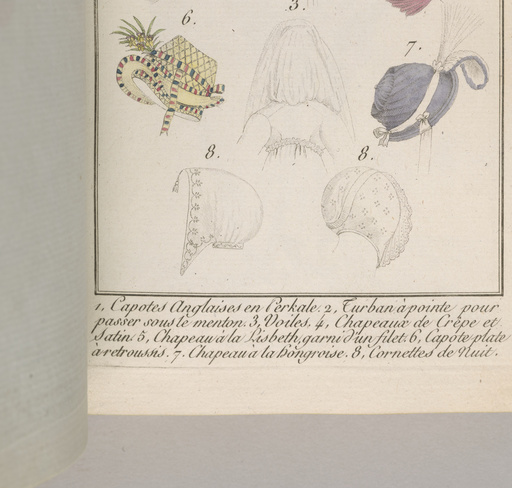 6.
3.
7.
8.
8.
1, Capotes Anglaises en Perkale. 2, Turban à pointe pour
passer sous le menton. 3, Voiles. 4, Chapeaux de Crêpe et
Satin. 5, Chapeau à la Lisbeth, garni d'un filet. 6, Capote plate
à retroussis. 7. Chapeau à la hongroise. 8, Cornettes de Nuit.